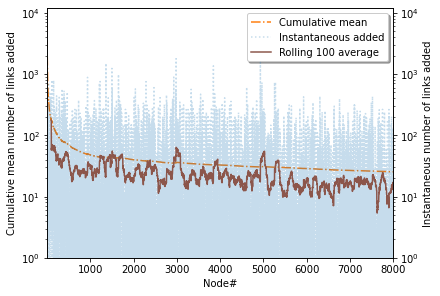 10⁴
10³
10²
10¹
10⁰
Cumulative mean number of links added
Cumulative mean
Instantaneous added
Rolling 100 average
10⁴
10³
10²
10¹
10⁰
Instantaneous number of links added
1000 2000 3000 4000 5000 6000 7000 8000
Node#